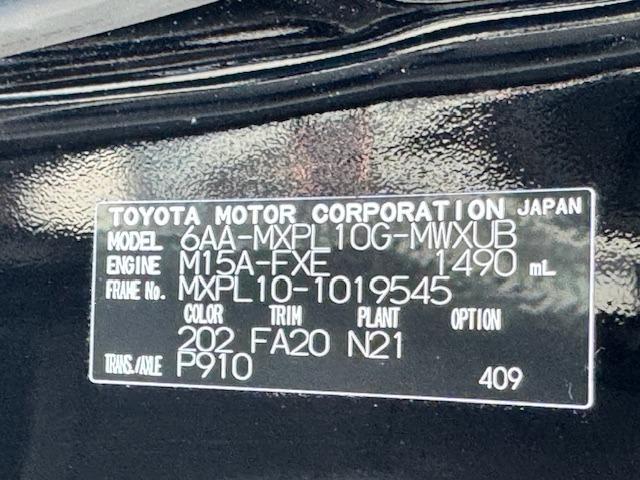 TOYOTA MOTOR CORPORATION JAPAN
MODEL 6AA-MXPL10G-MWXUB
ENGINE M15A-FXE 1490 mL
FRAME No. MXPL10-1019545
COLOR TRIM PLANT OPTION
202 FA20 N21
TRANS./AXLE P910 409